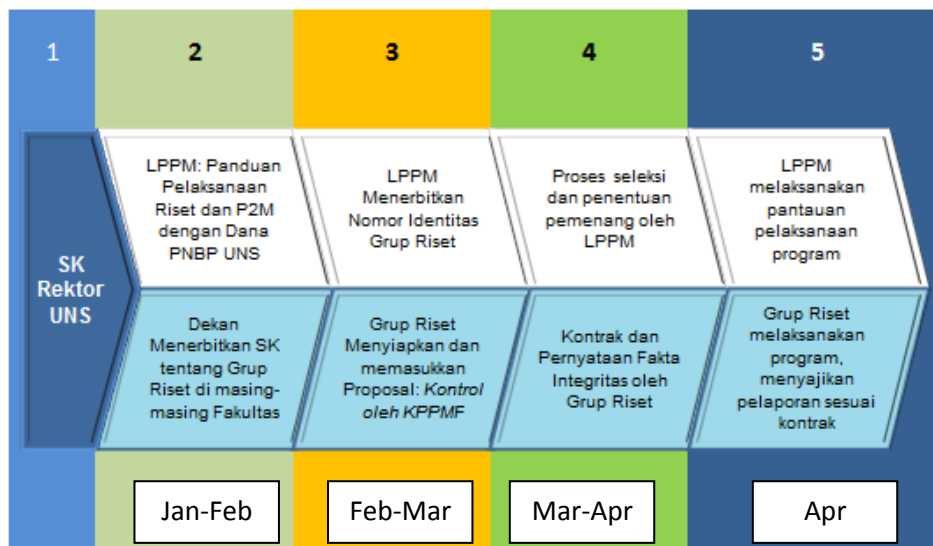 1
2
3
4
5
SK
Rektor
UNS
LPPM: Panduan
Pelaksanaan
Riset dan P2M
dengan Dana
PNBP UNS
LPPM
Menerbitkan
Nomor Identitas
Grup Riset
Proses seleksi
dan penentuan
pemenang oleh
LPPM
LPPM
melaksanakan
pantauan
pelaksanaan
program
Dekan
Menerbitkan SK
tentang Grup
Riset di masing-
masing Fakultas
Grup Riset
Menyiapkan dan
memasukkan
Proposal: Kontrol
oleh KPPMF
Kontrak dan
Pernyataan Fakta
Integritas oleh
Grup Riset
Grup Riset
melaksanakan
program,
menyajikan
pelaporan sesuai
kontrak
Jan-Feb
Feb-Mar
Mar-Apr
Apr